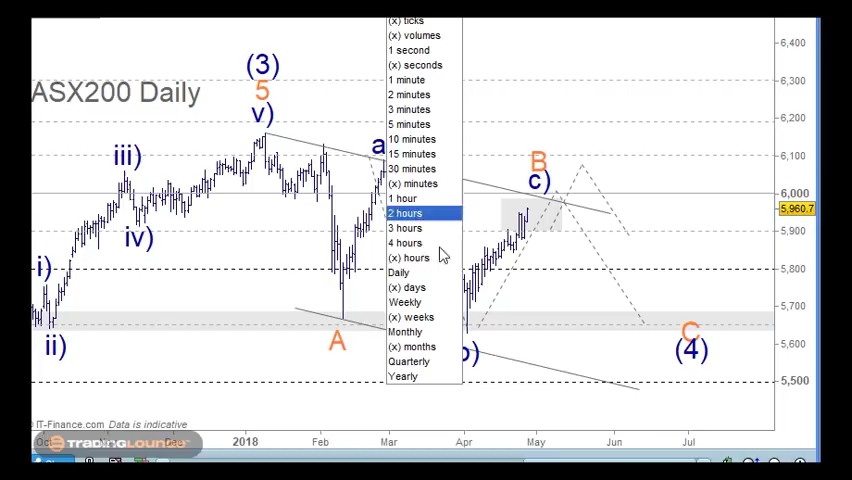 (x) ticks
(x) volumes
1 second
(x) seconds
1 minute
2 minutes
3 minutes
5 minutes
10 minutes
15 minutes
30 minutes
(x) minutes
1 hour
2 hours
3 hours
4 hours
(x) hours
Daily
(x) days
Weekly
(x) weeks
Monthly
(x) months
Quarterly
Yearly
ASX200 Daily
(3)
5
v)
iii)
iv)
i)
ii)
A
a
b)
B
c)
C
(4)
6,400
6,300
6,200
6,100
6,000
5,960.7
5,900
5,800
5,700
5,600
5,500
© IT-Finance.com Data is indicative
TRADINGLOUNGE
Oct
Dec
2018
Feb
Mar
Apr
May
Jun
Jul